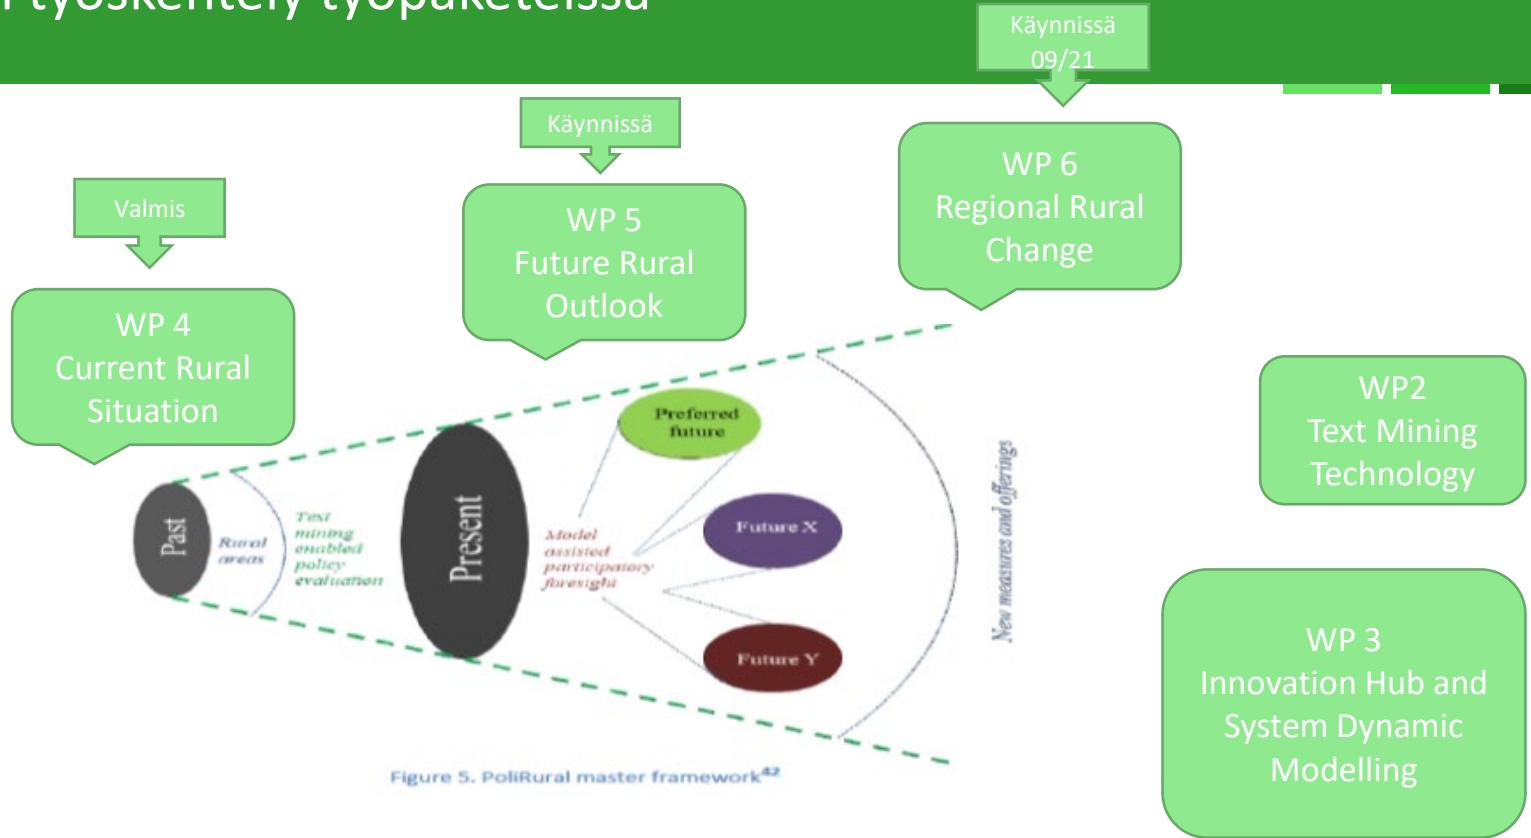 työskentely työpaketeissa
Käynnissä
09/21
Käynnissä
Valmis
WP 6
Regional Rural
Change
WP 5
Future Rural
Outlook
WP 4
Current Rural
Situation
WP2
Text Mining
Technology
WP 3
Innovation Hub and
System Dynamic
Modelling
Past
Rural
areas
Text
mining
enabled
policy
evaluation
Present
Model
assisted
participatory
foresight
Preferred
future
Future X
Future Y
New measures and offerings
Figure 5. PoliRural master framework42